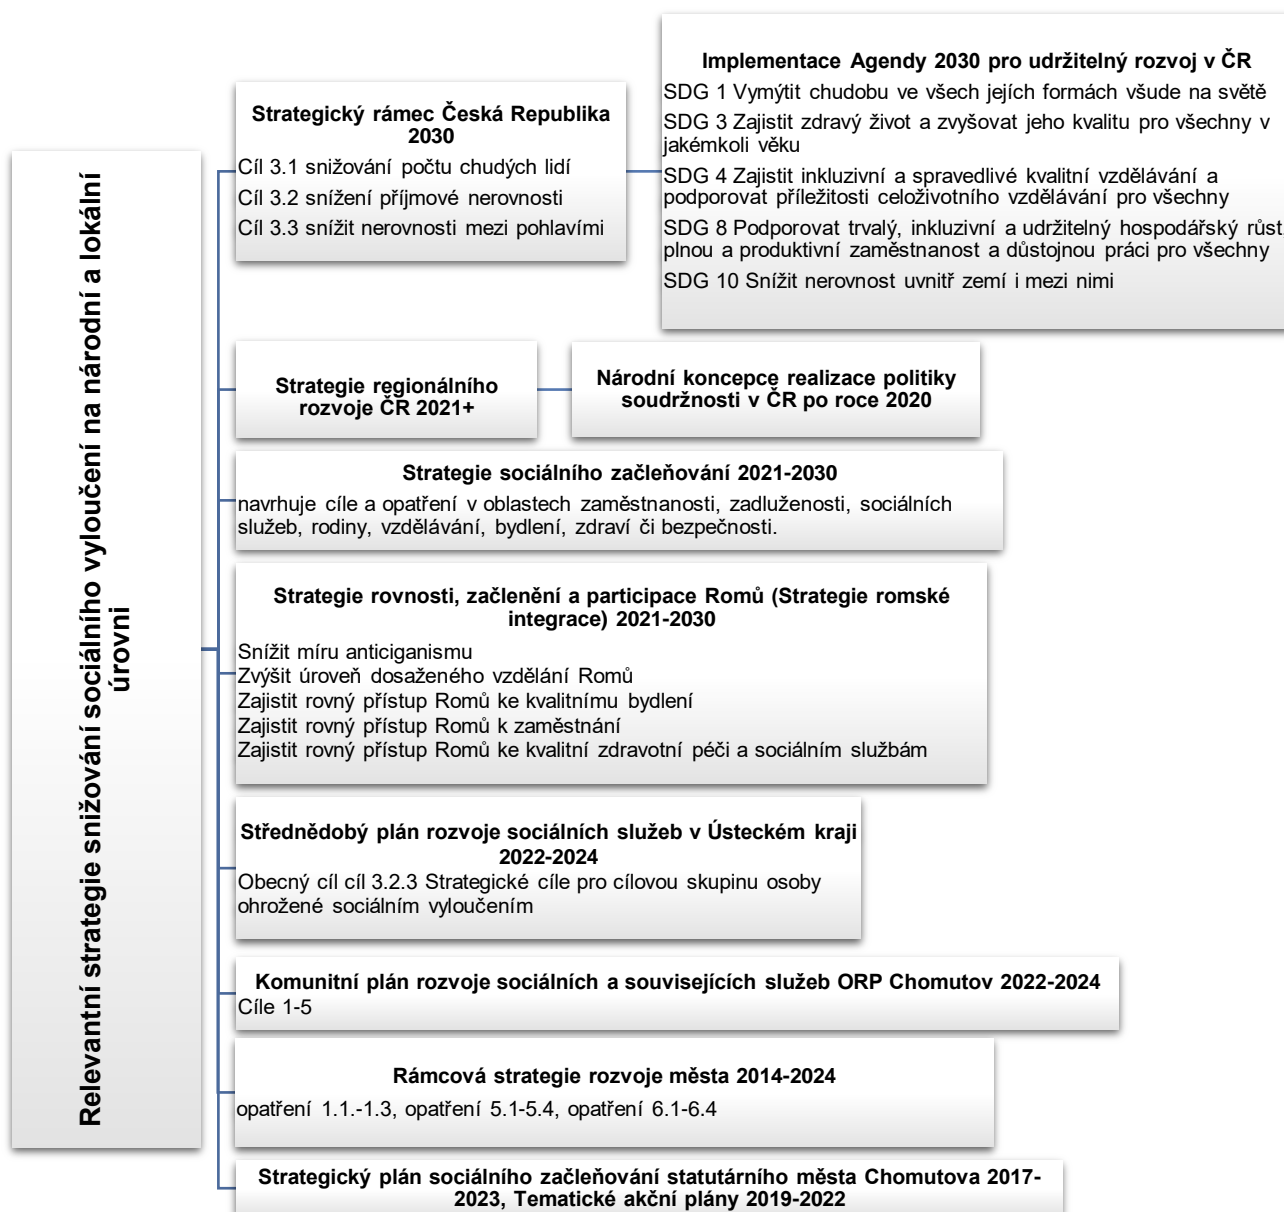 Relevantní strategie snižování sociálního vyloučení na národní a lokální
úrovni
Strategický rámec Česká Republika
2030
Cíl 3.1 snižování počtu chudých lidí
Cíl 3.2 snížení příjmové nerovnosti
Cíl 3.3 snížit nerovnosti mezi pohlavími
Implementace Agendy 2030 pro udržitelný rozvoj v ČR
SDG 1 Vymýtit chudobu ve všech jejích formách všude na světě
SDG 3 Zajistit zdravý život a zvyšovat jeho kvalitu pro všechny v
jakémkoli věku
SDG 4 Zajistit inkluzivní a spravedlivé kvalitní vzdělávání a
podporovat příležitosti celoživotního vzdělávání pro všechny
SDG 8 Podporovat trvalý, inkluzivní a udržitelný hospodářský růst,
plnou a produktivní zaměstnanost a důstojnou práci pro všechny
SDG 10 Snížit nerovnost uvnitř zemí i mezi nimi
Strategie regionálního
rozvoje ČR 2021+
Národní koncepce realizace politiky
soudržnosti v ČR po roce 2020
Strategie sociálního začleňování 2021-2030
navrhuje cíle a opatření v oblastech zaměstnanosti, zadluženosti, sociálních
služeb, rodiny, vzdělávání, bydlení, zdraví či bezpečnosti.
Strategie rovnosti, začlenění a participace Romů (Strategie romské
integrace) 2021-2030
Snížit míru anticiganismu
Zvýšit úroveň dosaženého vzdělání Romů
Zajistit rovný přístup Romů ke kvalitnímu bydlení
Zajistit rovný přístup Romů k zaměstnání
Zajistit rovný přístup Romů ke kvalitní zdravotní péči a sociálním službám
Střednědobý plán rozvoje sociálních služeb v Ústeckém kraji
2022-2024
Obecný cíl cíl 3.2.3 Strategické cíle pro cílovou skupinu osoby
ohrožené sociálním vyloučením
Komunitní plán rozvoje sociálních a souvisejících služeb ORP Chomutov 2022-2024
Cíle 1-5
Rámcová strategie rozvoje města 2014-2024
opatření 1.1.-1.3, opatření 5.1-5.4, opatření 6.1-6.4
Strategický plán sociálního začleňování statutárního města Chomutova 2017-
2023, Tematické akční plány 2019-2022